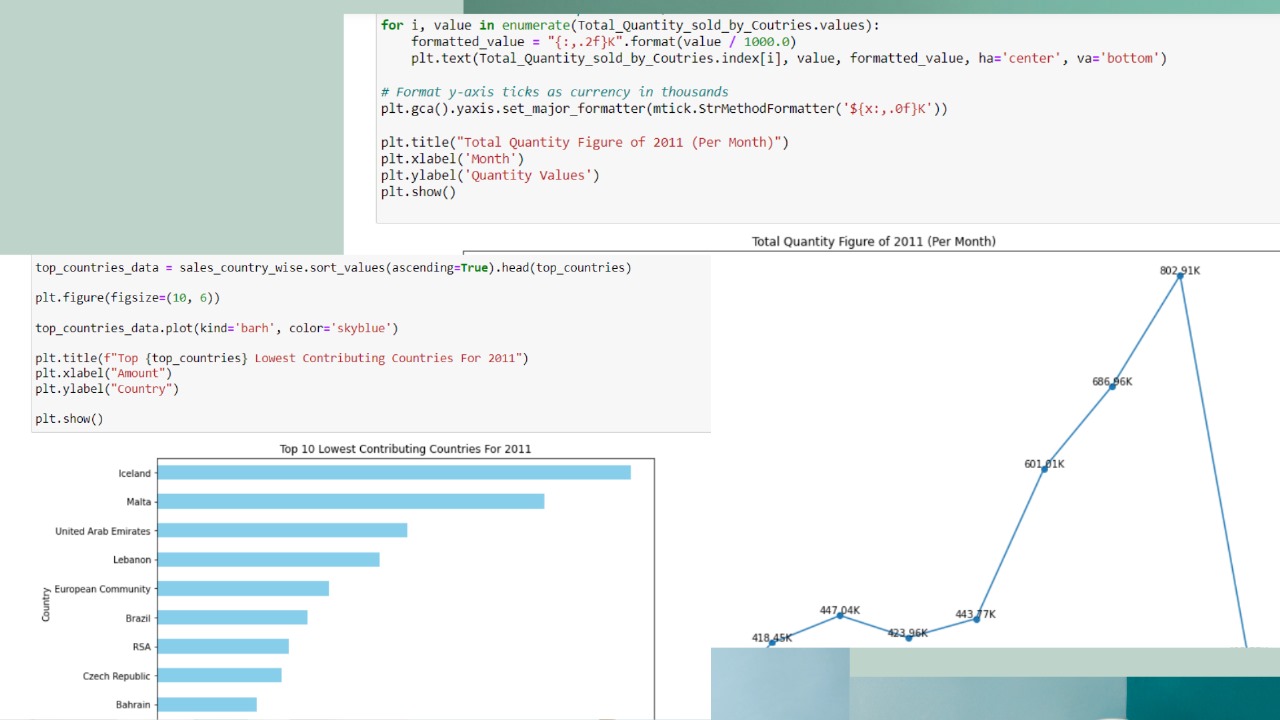 for i, value in enumerate(Total_Quantity_sold_by_Coutries.values):
    formatted_value = "{:,.2f}K".format(value / 1000.0)
    plt.text(Total_Quantity_sold_by_Coutries.index[i], value, formatted_value, ha='center', va='bottom')
# Format y-axis ticks as currency in thousands
plt.gca().yaxis.set_major_formatter(mtick.StrMethodFormatter('${x:,.0f}K'))
plt.title("Total Quantity Figure of 2011 (Per Month)")
plt.xlabel('Month')
plt.ylabel('Quantity Values')
plt.show()
Total Quantity Figure of 2011 (Per Month)
802.91K
686.96K
601.01K
447.04K
443.77K
423.96K
418.45K
top_countries_data = sales_country_wise.sort_values(ascending=True).head(top_countries)
plt.figure(figsize=(10, 6))
top_countries_data.plot(kind='barh', color='skyblue')
plt.title(f"Top {top_countries} Lowest Contributing Countries For 2011")
plt.xlabel("Amount")
plt.ylabel("Country")
plt.show()
Top 10 Lowest Contributing Countries For 2011
Country
Iceland
Malta
United Arab Emirates
Lebanon
European Community
Brazil
RSA
Czech Republic
Bahrain